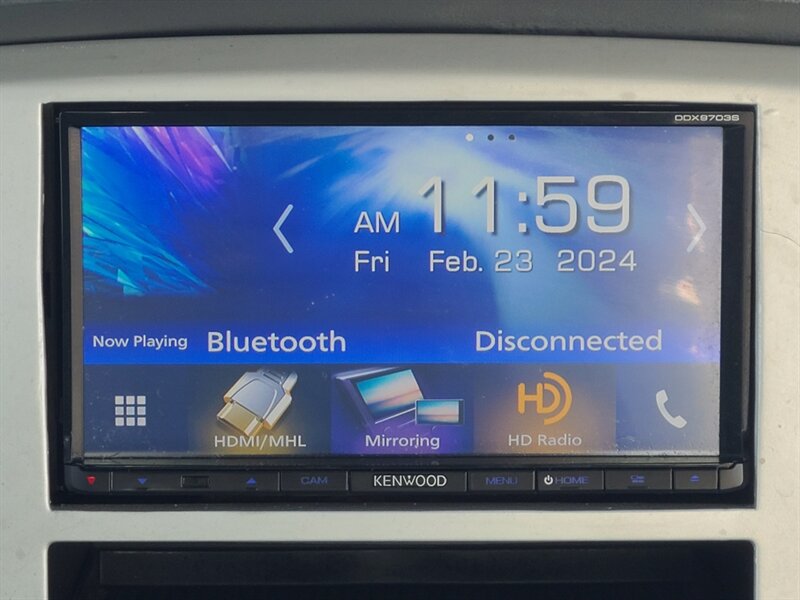 DDX9703S
AM 11:59
Fri Feb. 23 2024
Now Playing Bluetooth Disconnected
HDMI/MHL Mirroring HD Radio
HD
CAM KENWOOD MENU HOME